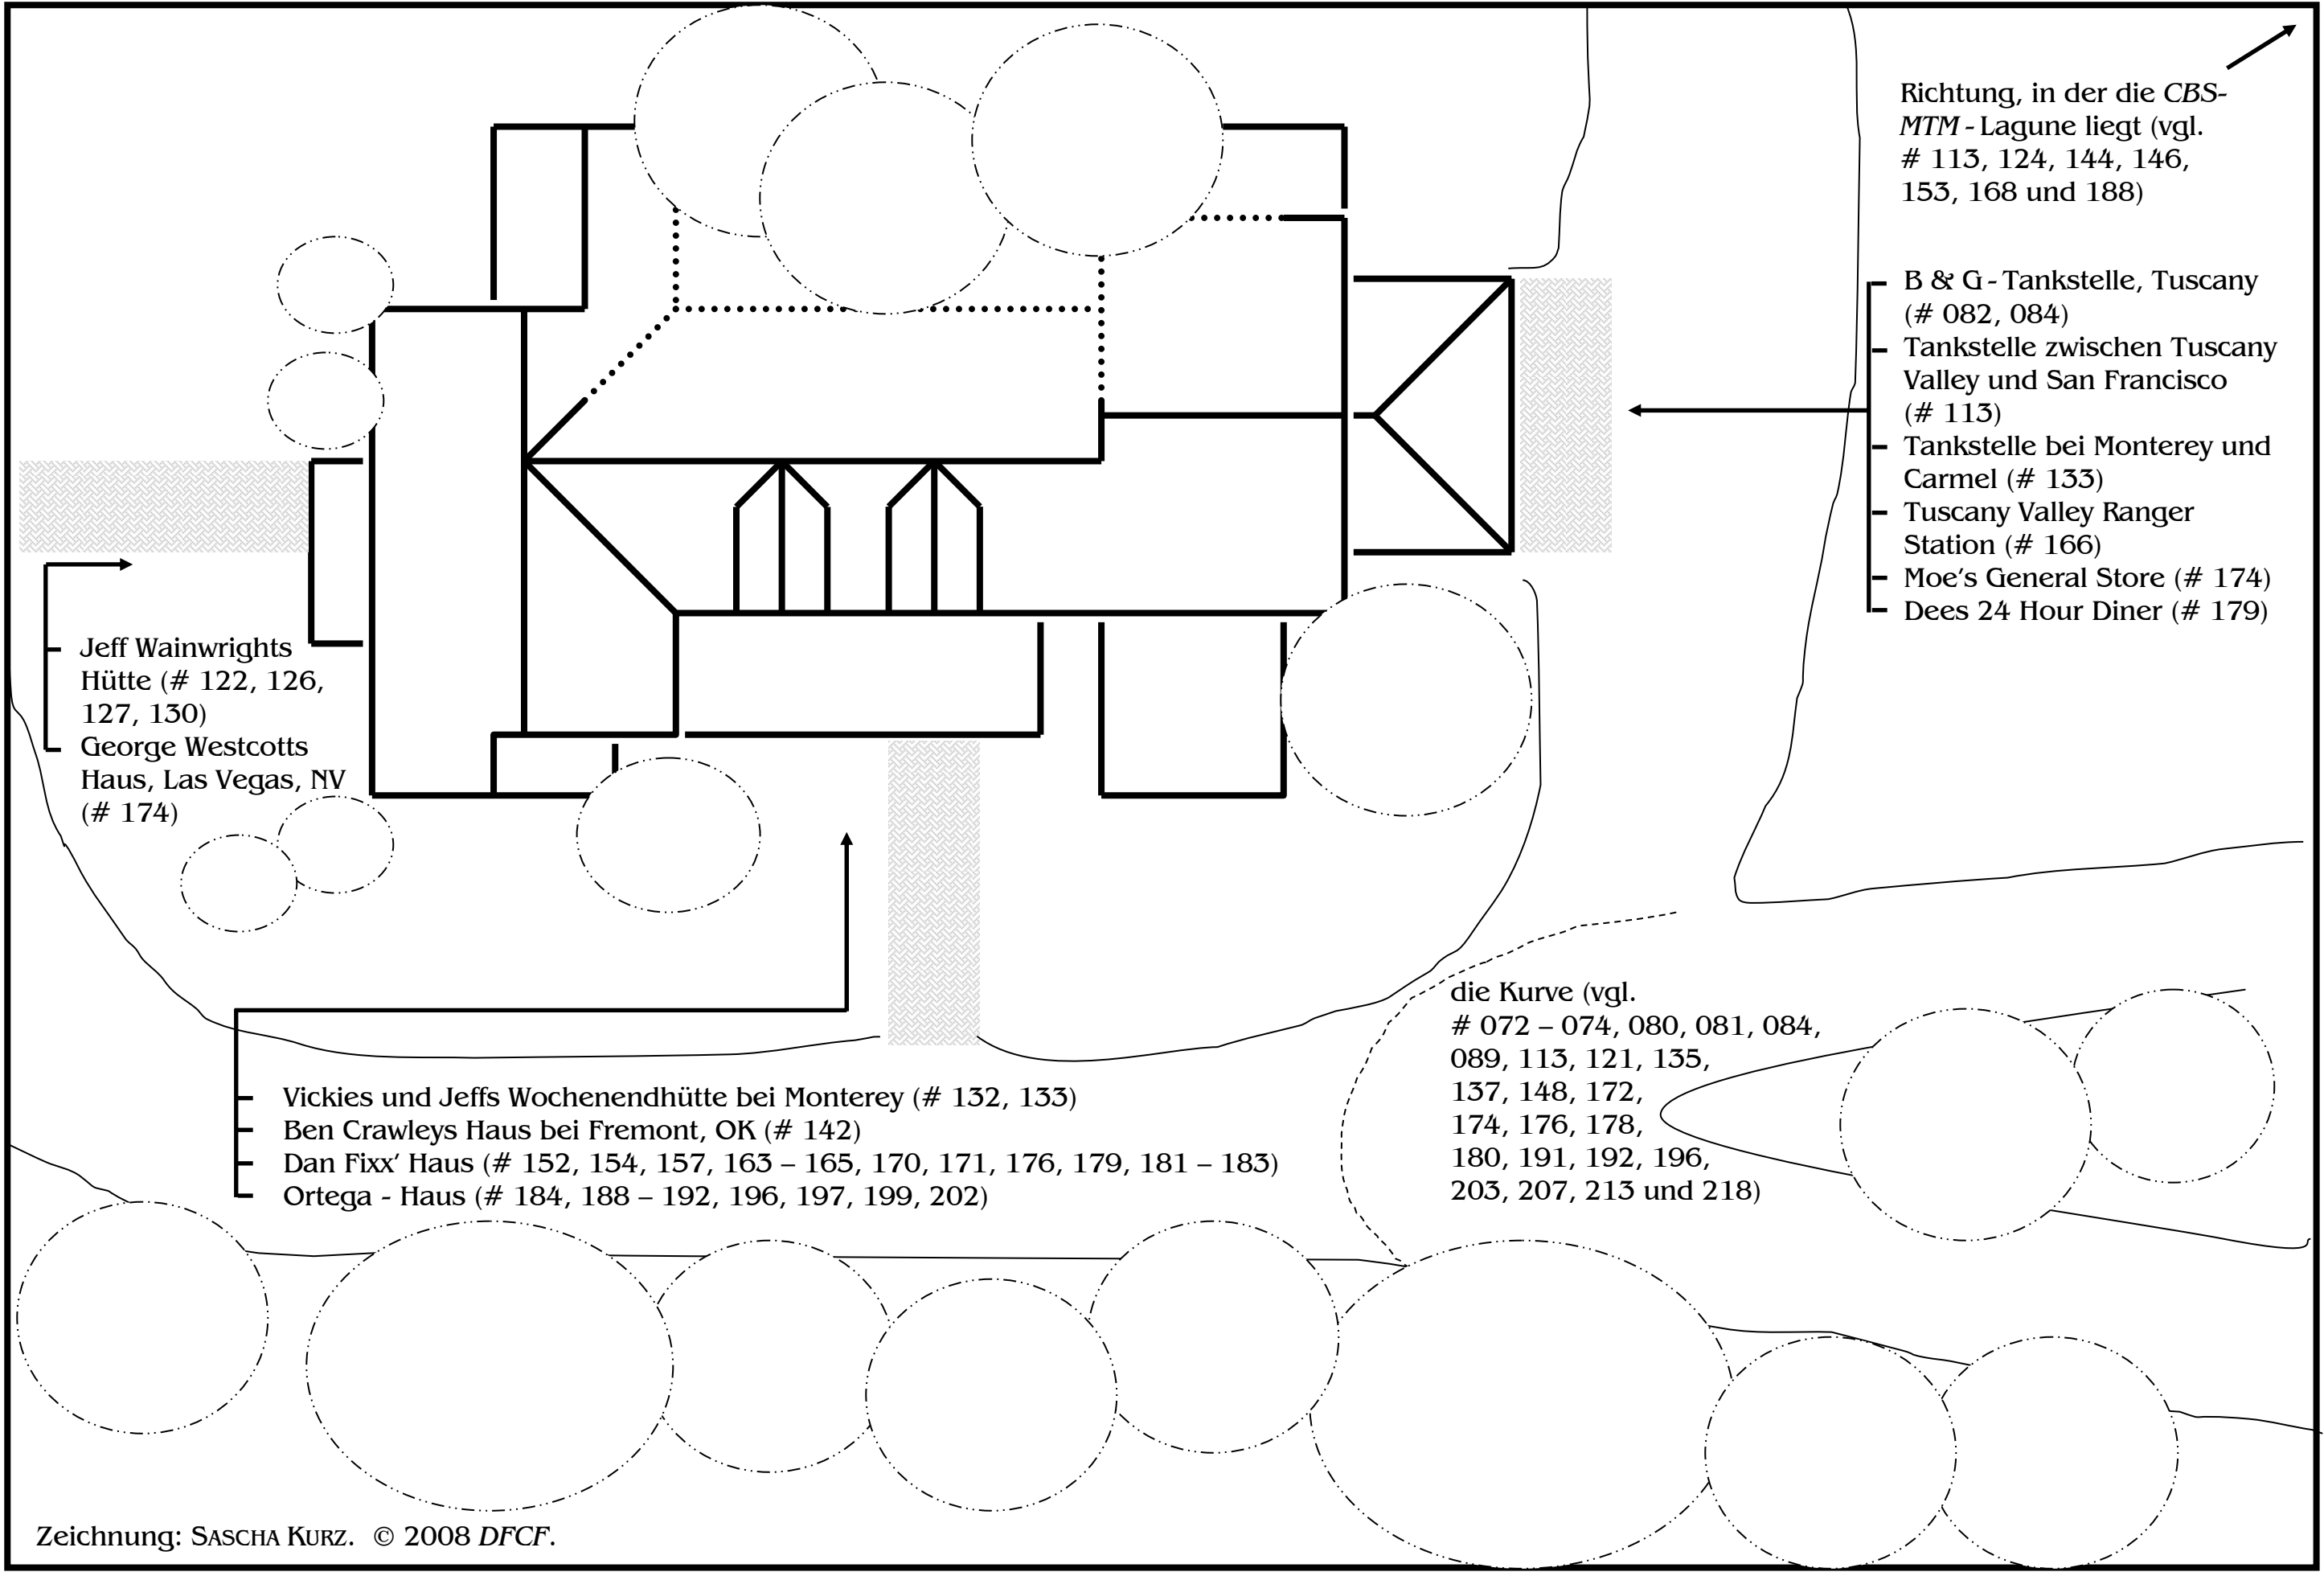 Richtung, in der die CBS-
MTM - Lagune liegt (vgl.
# 113, 124, 144, 146,
153, 168 und 188)
B & G - Tankstelle, Tuscany
(# 082, 084)
Tankstelle zwischen Tuscany
Valley und San Francisco
(# 113)
Tankstelle bei Monterey und
Carmel (# 133)
Tuscany Valley Ranger
Station (# 166)
Moe's General Store (# 174)
Dees 24 Hour Diner (# 179)
Jeff Wainwrights
Hütte (# 122, 126,
127, 130)
George Westcotts
Haus, Las Vegas, NV
(# 174)
die Kurve (vgl.
# 072 – 074, 080, 081, 084,
089, 113, 121, 135,
137, 148, 172,
174, 176, 178,
180, 191, 192, 196,
203, 207, 213 und 218)
Vickies und Jeffs Wochenendhütte bei Monterey (# 132, 133)
Ben Crawleys Haus bei Fremont, OK (# 142)
Dan Fixx' Haus (# 152, 154, 157, 163 – 165, 170, 171, 176, 179, 181 – 183)
Ortega - Haus (# 184, 188 – 192, 196, 197, 199, 202)
Zeichnung: SASCHA KURZ. © 2008 DFCF.